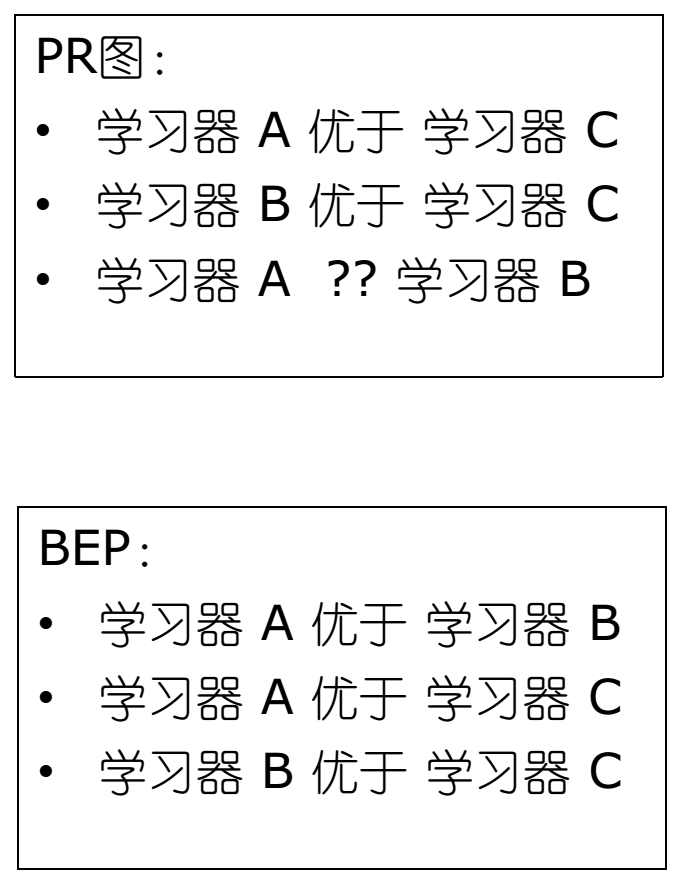 PR图：
• 学习器 A 优于 学习器 C
• 学习器 B 优于 学习器 C
• 学习器 A ?? 学习器 B
BEP：
• 学习器 A 优于 学习器 B
• 学习器 A 优于 学习器 C
• 学习器 B 优于 学习器 C